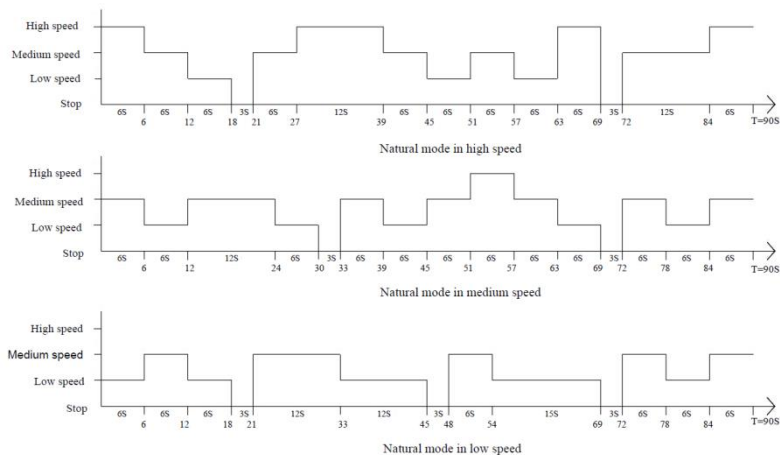 High speed
Medium speed
Low speed
Stop
6S 6S 6S 3S 6S 12S 6S 6S 6S 6S 6S 3S 12S 6S
6 12 18 21 27 39 45 51 57 63 69 72 84 T=90S
Natural mode in high speed
High speed
Medium speed
Low speed
Stop
6S 6S 12S 6S 3S 6S 6S 6S 6S 6S 6S 3S 6S 6S 6S
6 12 24 30 33 39 45 51 57 63 69 72 78 84 T=90S
Natural mode in medium speed
High speed
Medium speed
Low speed
Stop
6S 6S 6S 3S 12S 12S 3S 6S 15S 3S 6S 6S 6S
6 12 18 21 33 45 48 54 69 72 78 84 T=90S
Natural mode in low speed